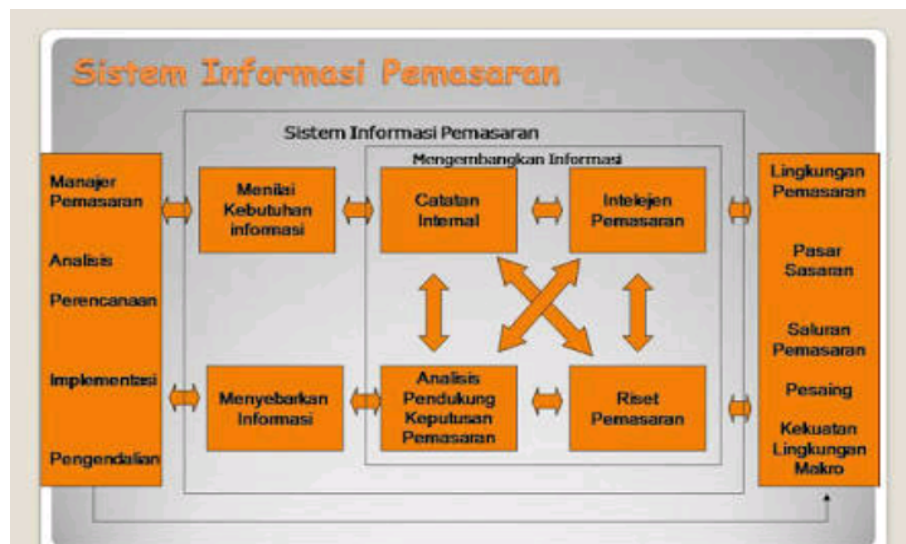 Sistem Informasi Pemasaran
Sistem Informasi Pemasaran
Mengembangkan Informasi
Manajer
Pemasaran
Analisis
Perencanaan
Implementasi
Pengendalian
Menilai
Kebutuhan
informasi
Catatan
Internal
Intelejen
Pemasaran
Menyebarkan
Informasi
Analisis
Pendukung
Keputusan
Pemasaran
Riset
Pemasaran
Lingkungan
Pemasaran
Pasar
Sasaran
Saluran
Pemasaran
Pesaing
Kekuatan
Lingkungan
Makro